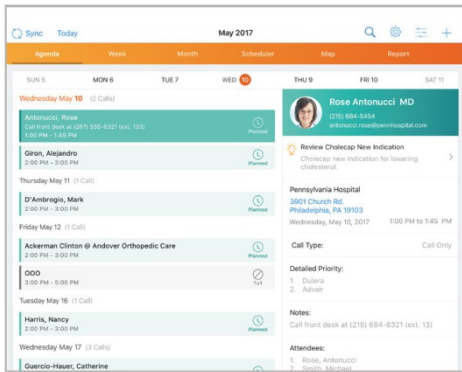 Sync Today May 2017
Agenda Week Month Scheduler Map Report
SUN 5 MON 6 TUE 7 WED 10 THU 9 FRI 10 SAT 11
Wednesday May 10 (2 Calls)
Antonucci, Rose
Call front desk at (267) 555-6321 (ext. 133)
1:00 PM - 1:45 PM
Planned
Giron, Alejandro
2:00 PM - 3:00 PM
Planned
Thursday May 11 (1 Call)
D'Ambrogio, Mark
2:00 PM - 3:00 PM
Planned
Friday May 12 (1 Call)
Ackerman Clinton @ Andover Orthopedic Care
2:00 PM - 3:00 PM
Planned
OOO
3:00 PM - 5:00 PM
ToT
Tuesday May 16 (1 Call)
Harris, Nancy
2:00 PM - 3:00 PM
Planned
Wednesday May 17 (3 Calls)
Guercio-Hauer, Catherine
Rose Antonucci MD
(215) 684-5454
antonucci.rose@pennhospital.com
Review Cholecap New Indication
Cholecap new indication for lowering
cholesterol.
Pennsylvania Hospital
3901 Church Rd.
Philadelphia, PA 19103
Wednesday, May 10, 2017 1:00 PM to 1:45 PM
Call Type: Call Only
Detailed Priority:
1. Dulera
2. Advair
Notes:
Call front desk at (215) 684-6321 (ext. 13)
Attendees:
1. Rose, Antonucci
2. Smith, Michael